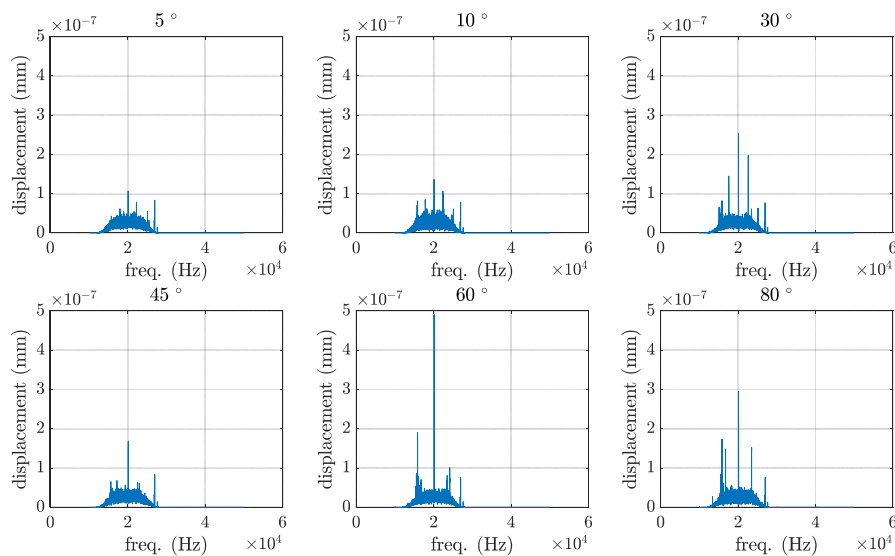 ×10⁻⁷ 5 ° ×10⁻⁷ 10 ° ×10⁻⁷ 30 °
5 5 5
4 4 4
3 3 3
2 2 2
1 1 1
0 0 0
displacement (mm) displacement (mm) displacement (mm)
0 2 4 6 0 2 4 6 0 2 4 6
freq. (Hz) ×10⁴ freq. (Hz) ×10⁴ freq. (Hz) ×10⁴
×10⁻⁷ 45 ° ×10⁻⁷ 60 ° ×10⁻⁷ 80 °
5 5 5
4 4 4
3 3 3
2 2 2
1 1 1
0 0 0
displacement (mm) displacement (mm) displacement (mm)
0 2 4 6 0 2 4 6 0 2 4 6
freq. (Hz) ×10⁴ freq. (Hz) ×10⁴ freq. (Hz) ×10⁴